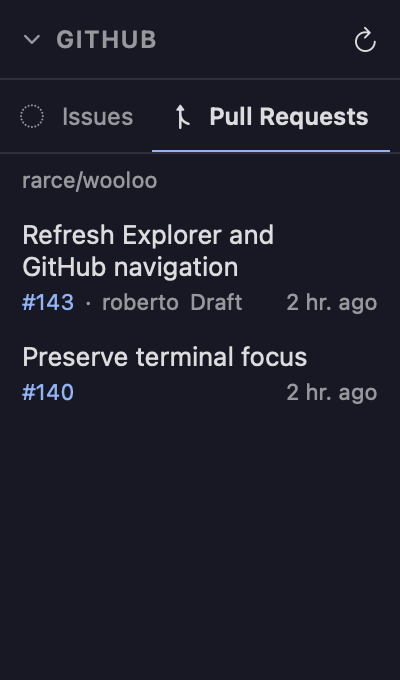 GITHUB
Issues
Pull Requests
rarce/wooloo
Refresh Explorer and
GitHub navigation
#143 · roberto Draft 2 hr. ago
Preserve terminal focus
#140 2 hr. ago